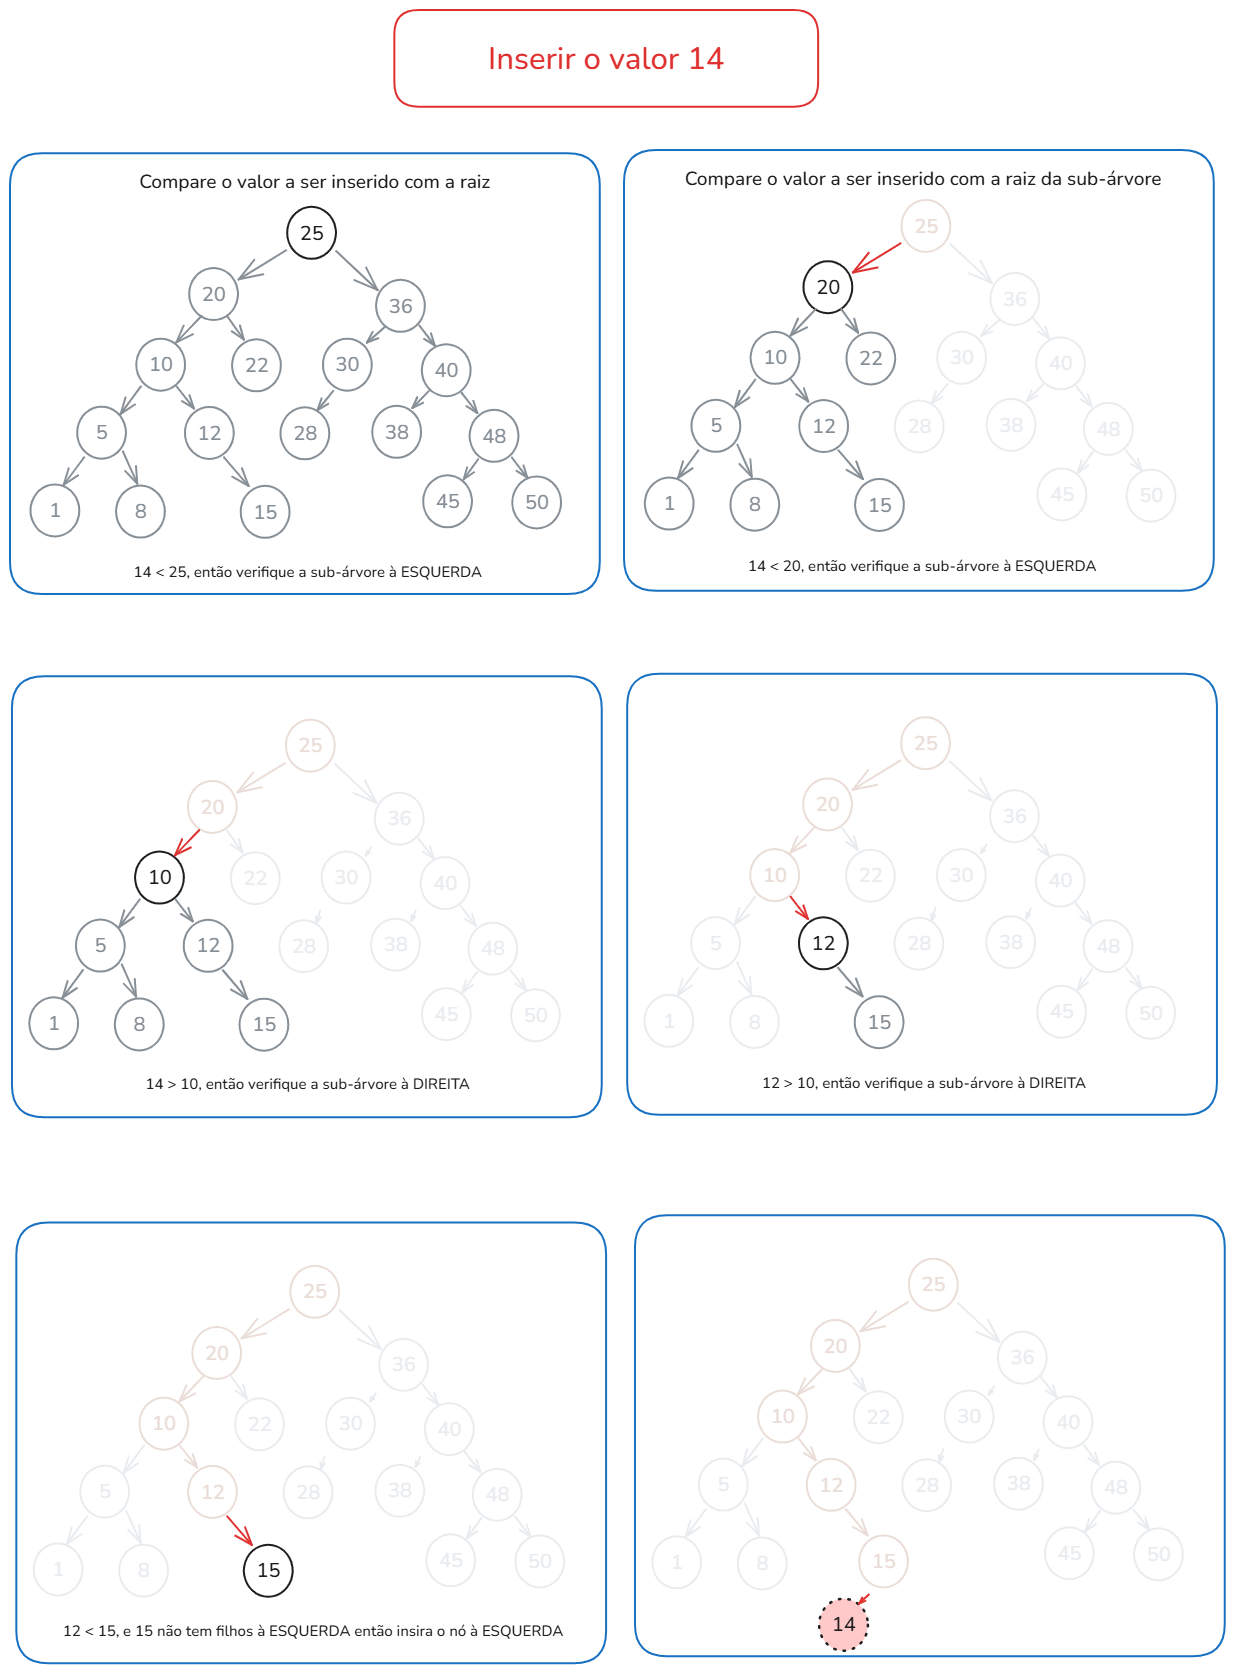 Inserir o valor 14
Compare o valor a ser inserido com a raiz
25
20 36
10 22 30 40
5 12 28 38 48
1 8 15 45 50
14 < 25, então verifique a sub-árvore à ESQUERDA
Compare o valor a ser inserido com a raiz da sub-árvore
25
20 36
10 22 30 40
5 12 28 38 48
1 8 15 45 50
14 < 20, então verifique a sub-árvore à ESQUERDA
25
20 36
10 22 30 40
5 12 28 38 48
1 8 15 45 50
14 > 10, então verifique a sub-árvore à DIREITA
25
20 36
10 22 30 40
5 12 28 38 48
1 8 15 45 50
12 > 10, então verifique a sub-árvore à DIREITA
25
20 36
10 22 30 40
5 12 28 38 48
1 8 15 45 50
12 < 15, e 15 não tem filhos à ESQUERDA então insira o nó à ESQUERDA
25
20 36
10 22 30 40
5 12 28 38 48
1 8 15 45 50
14